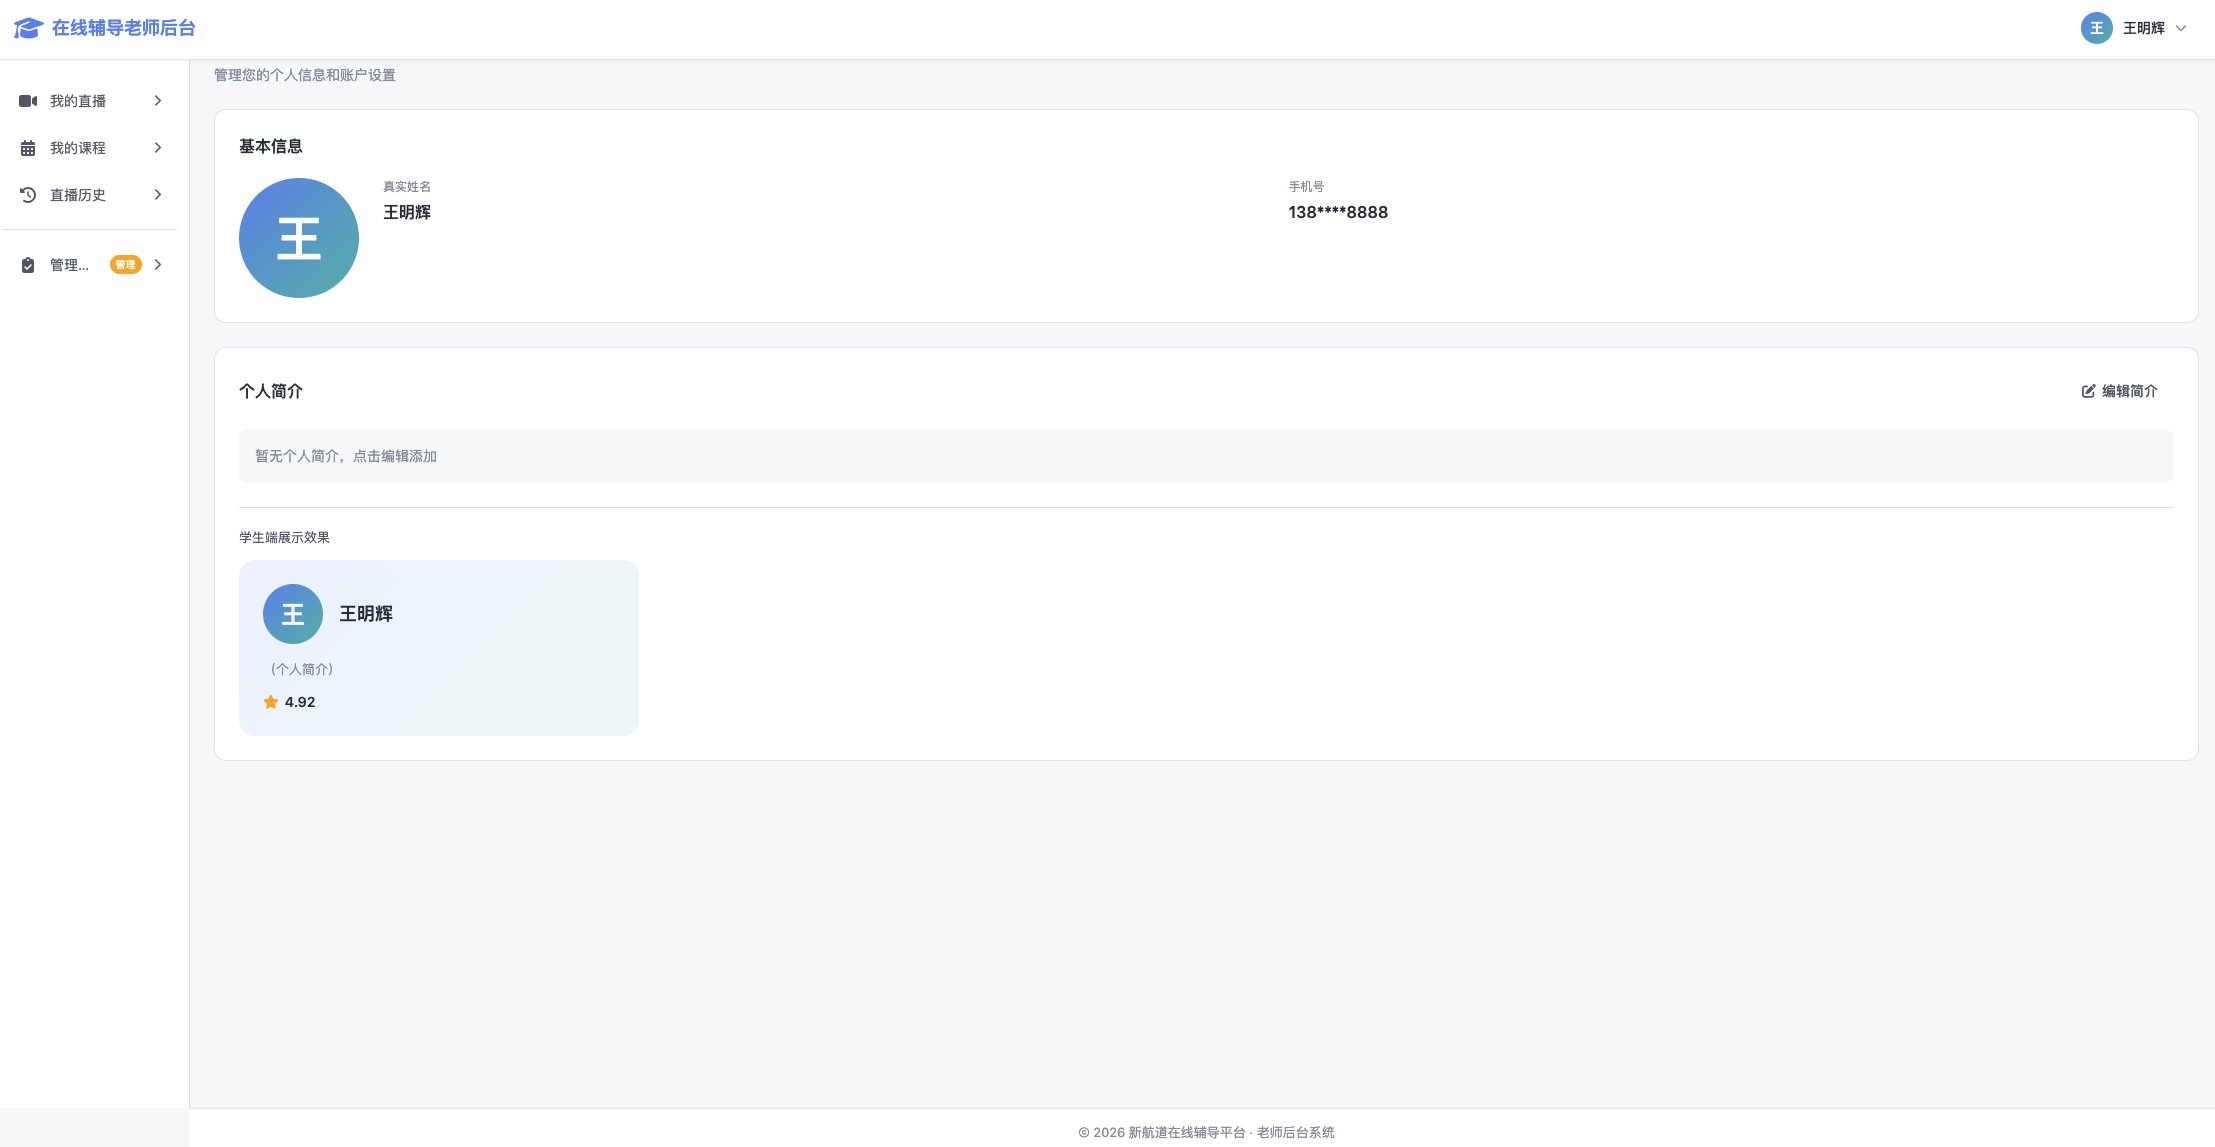 在线辅导老师后台
王 王明辉
管理您的个人信息和账户设置
我的直播
我的课程
直播历史
管理... 管理
基本信息
王
真实姓名
王明辉
手机号
138****8888
个人简介
编辑简介
暂无个人简介，点击编辑添加
学生端展示效果
王 王明辉
（个人简介）
4.92
© 2026 新航道在线辅导平台 · 老师后台系统